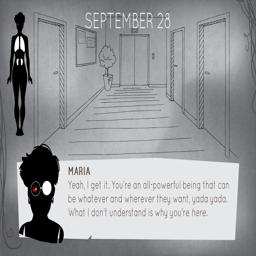 SEPTEMBER 28
MARIA
Yeah, I get it. You're an all-powerful being that can
be whatever and wherever they want, yada yada.
What I don't understand is why you're here.